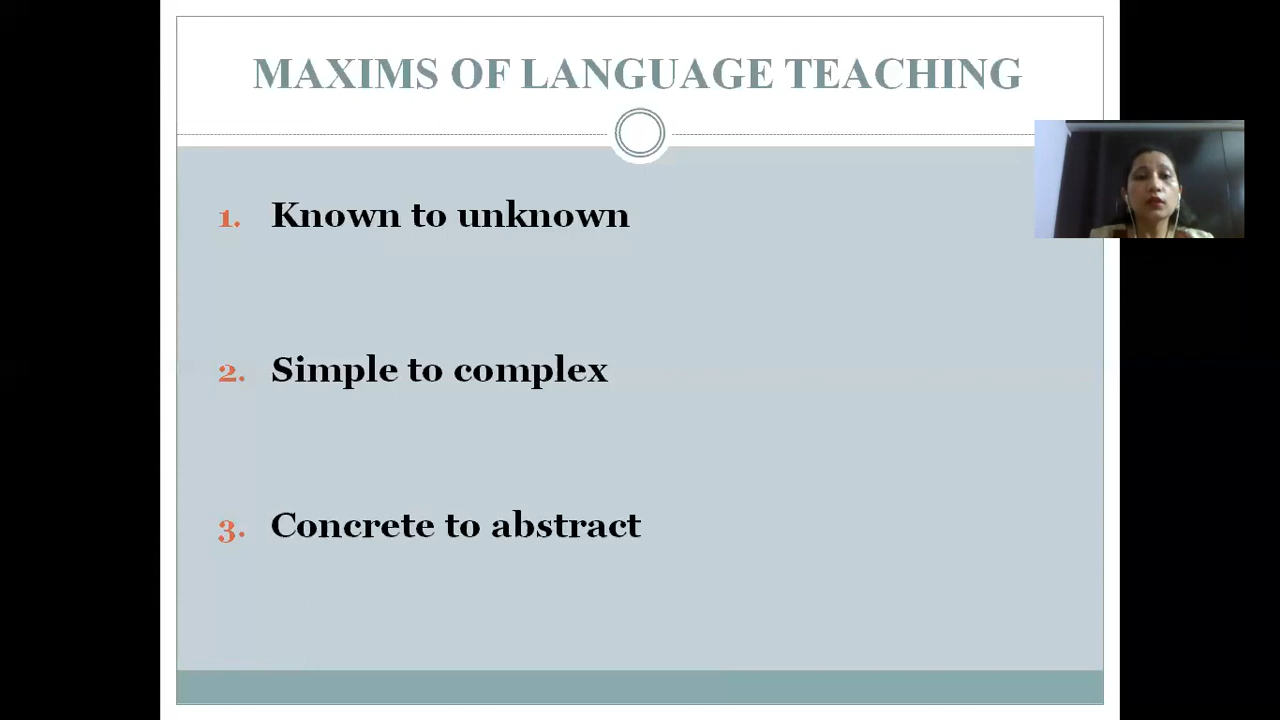 MAXIMS OF LANGUAGE TEACHING
1. Known to unknown
2. Simple to complex
3. Concrete to abstract